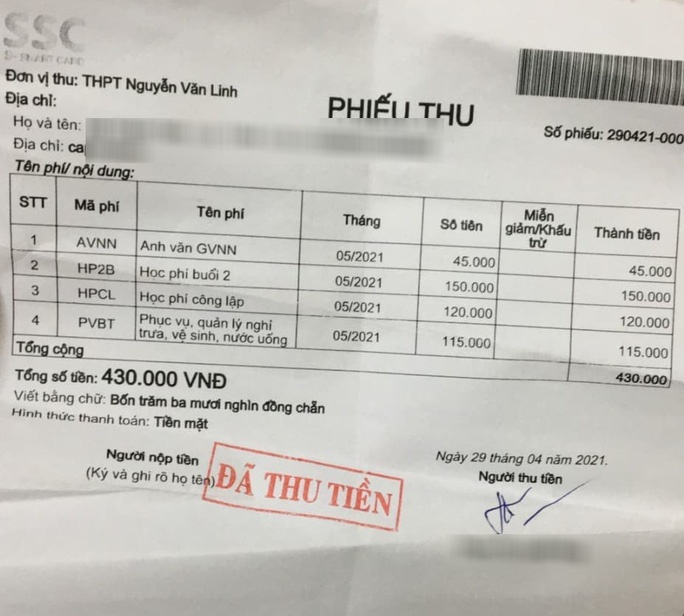 SSC
S-SMART CARD
Đơn vị thu: THPT Nguyễn Văn Linh
Địa chỉ:
PHIẾU THU
Số phiếu: 290421-000
Họ và tên:
Địa chỉ:
Tên phí/ nội dung:
STT Mã phí Tên phí Tháng Số tiền Miễn giảm/Khấu trừ Thành tiền
1 AVNN Anh văn GVNN 05/2021 45.000 45.000
2 HP2B Học phí buổi 2 05/2021 150.000 150.000
3 HPCL Học phí công lập 05/2021 120.000 120.000
4 PVBT Phục vụ, quản lý nghỉ trưa, vệ sinh, nước uống 05/2021 115.000 115.000
Tổng cộng 430.000
Tổng số tiền: 430.000 VNĐ
Viết bằng chữ: Bốn trăm ba mươi nghìn đồng chẵn
Hình thức thanh toán: Tiền mặt
Ngày 29 tháng 04 năm 2021.
Người nộp tiền
(Ký và ghi rõ họ tên)
Người thu tiền
ĐÃ THU TIỀN